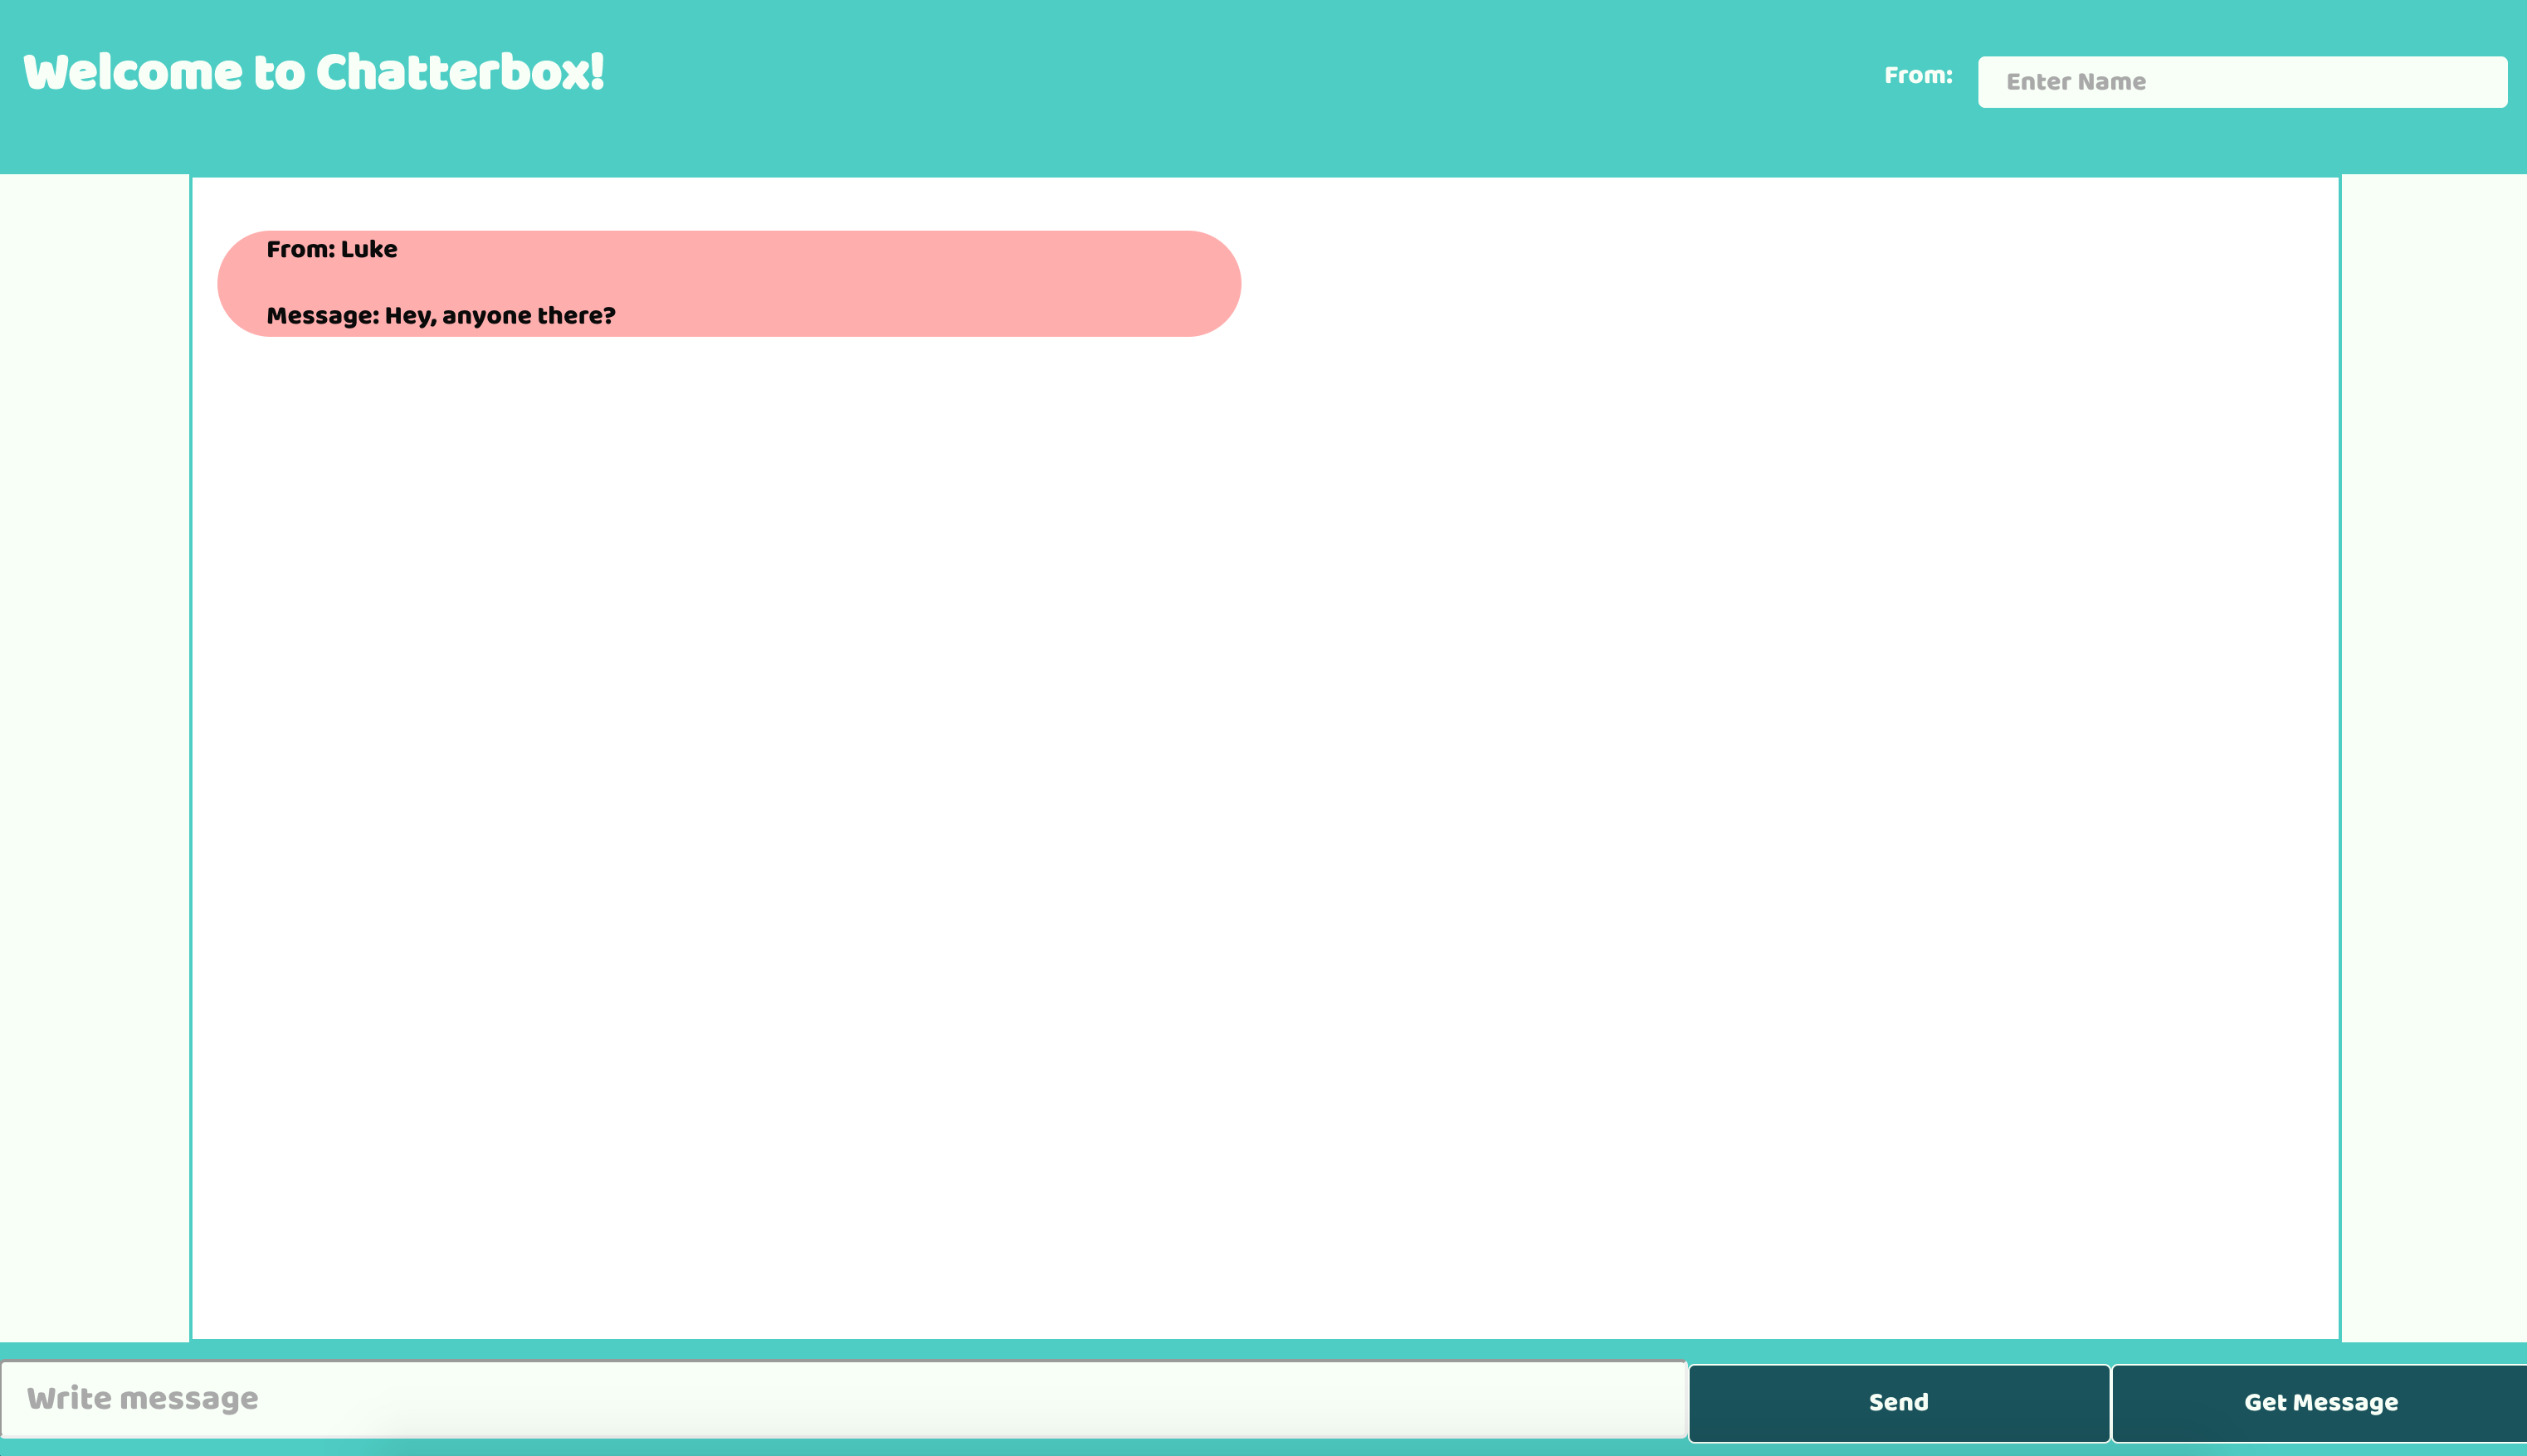 Welcome to Chatterbox!
From:
Enter Name
From: Luke
Message: Hey, anyone there?
Write message
Send
Get Message